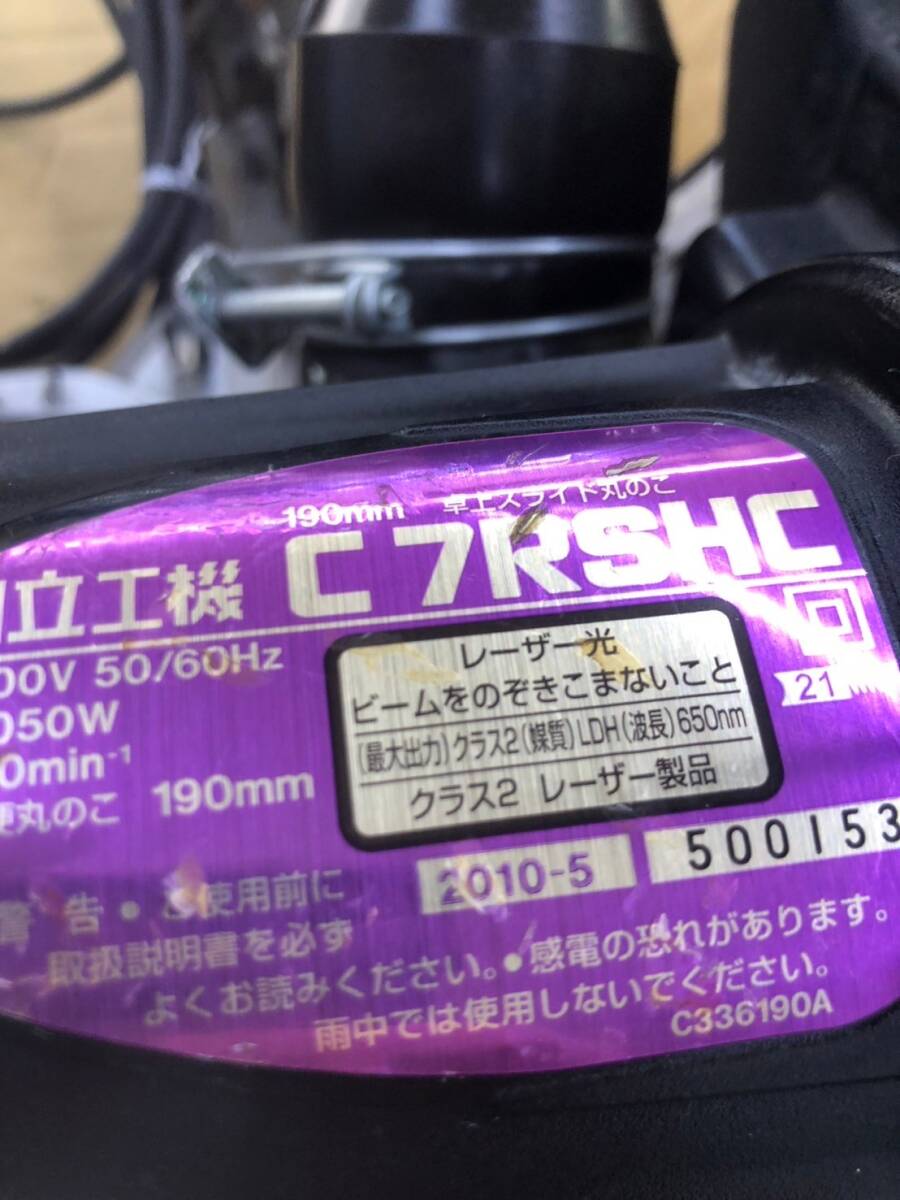 190mm 卓上スライド丸のこ
立工機 C7RSHC
00V 50/60Hz
050W
0min⁻¹
丸のこ 190mm
レーザー光
ビームをのぞきこまないこと
(最大出力)クラス2(媒質)LDH(波長)650nm
クラス2 レーザー製品
21
2010-5
500153
警告・ご使用前に
取扱説明書を必ず
よくお読みください。●感電の恐れがあります。
雨中では使用しないでください。
C336190A